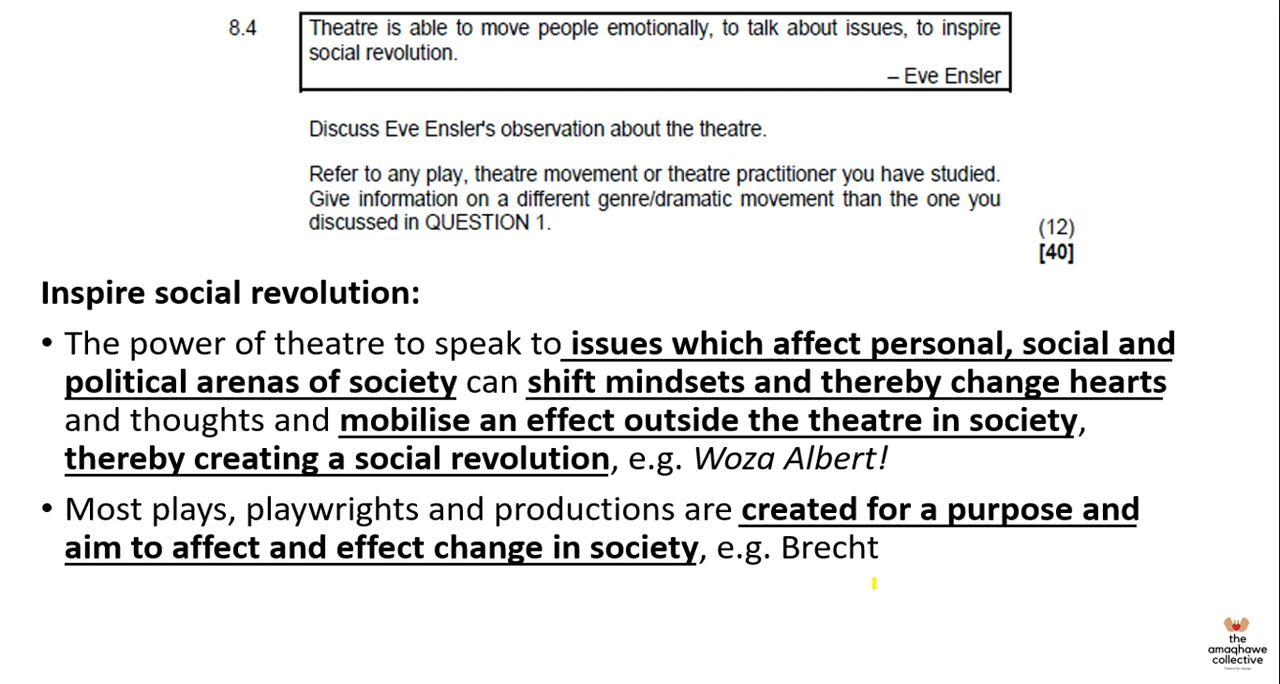 8.4
Theatre is able to move people emotionally, to talk about issues, to inspire
social revolution.
– Eve Ensler
Discuss Eve Ensler's observation about the theatre.
Refer to any play, theatre movement or theatre practitioner you have studied.
Give information on a different genre/dramatic movement than the one you
discussed in QUESTION 1.
(12)
[40]
Inspire social revolution:
• The power of theatre to speak to issues which affect personal, social and
political arenas of society can shift mindsets and thereby change hearts
and thoughts and mobilise an effect outside the theatre in society,
thereby creating a social revolution, e.g. Woza Albert!
• Most plays, playwrights and productions are created for a purpose and
aim to affect and effect change in society, e.g. Brecht
the
amaqhawe
collective